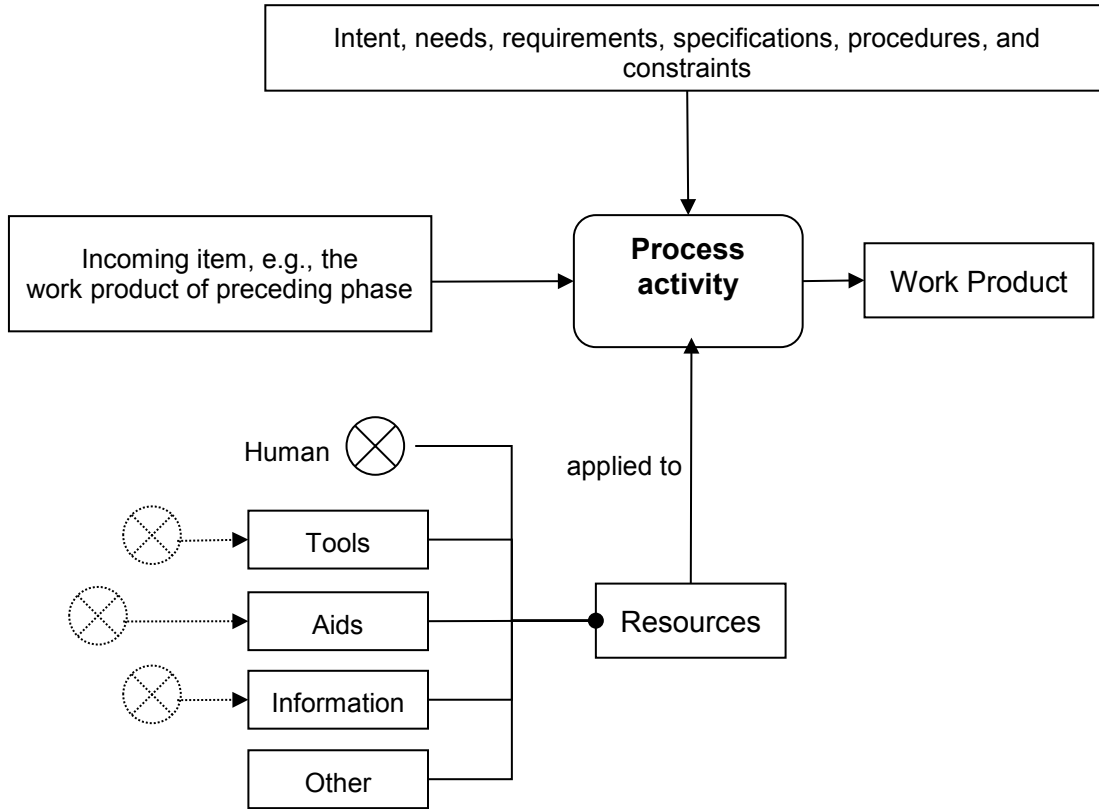 Intent, needs, requirements, specifications, procedures, and
constraints
Incoming item, e.g., the
work product of preceding phase
Process
activity
Work Product
Human
applied to
Tools
Aids
Resources
Information
Other